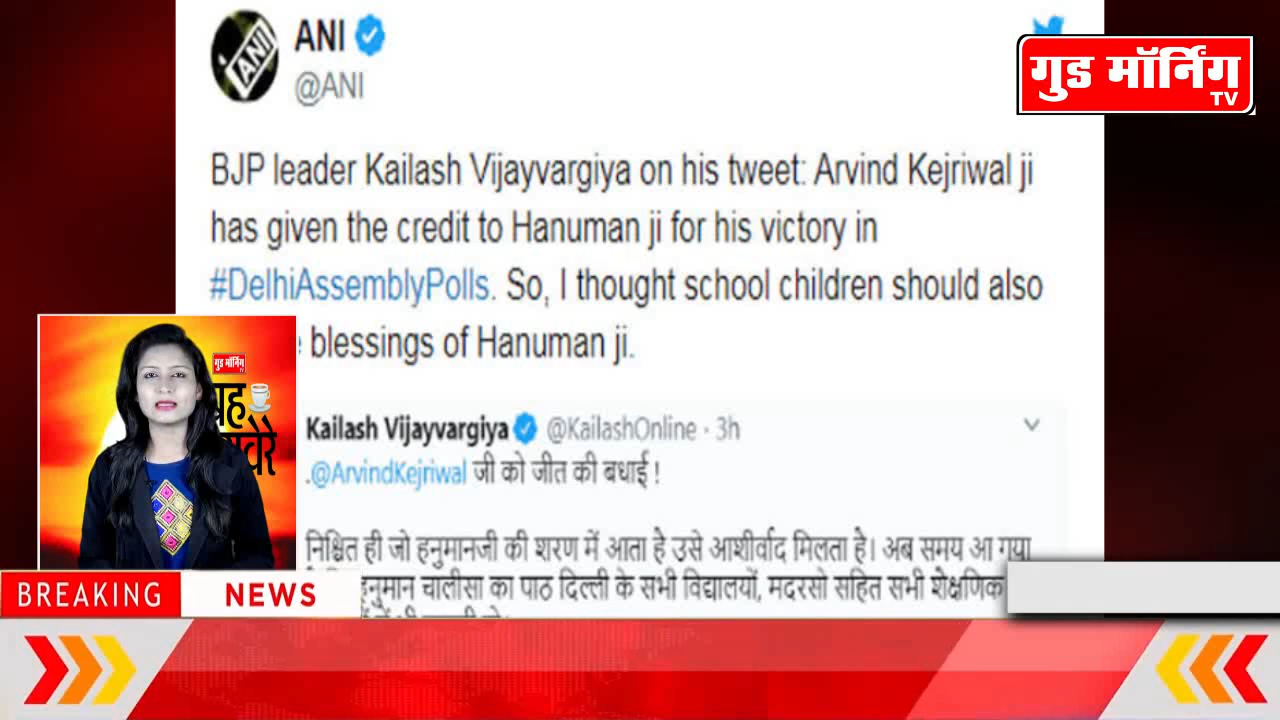 ANI
@ANI
गुड मॉर्निंग
TV
BJP leader Kailash Vijayvargiya on his tweet: Arvind Kejriwal ji
has given the credit to Hanuman ji for his victory in
#DelhiAssemblyPolls. So, I thought school children should also
blessings of Hanuman ji.
गुड मॉर्निंग
Kailash Vijayvargiya @KailashOnline · 3h
.@ArvindKejriwal जी को जीत की बधाई !
निश्चित ही जो हनुमानजी की शरण में आता है उसे आशीर्वाद मिलता है। अब समय आ गया
हनुमान चालीसा का पाठ दिल्ली के सभी विद्यालयो, मदरसो सहित सभी शैक्षणिक
BREAKING NEWS